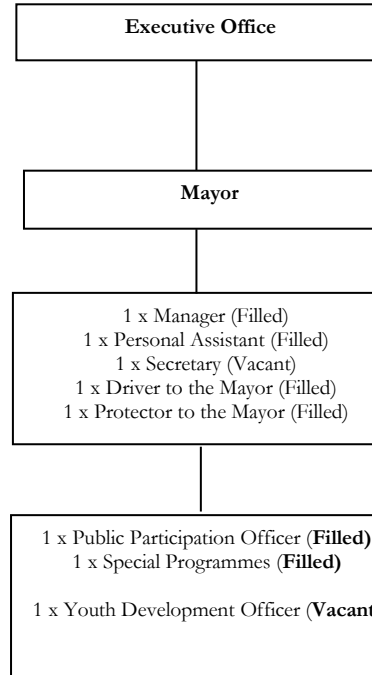 Executive Office
Mayor
1 x Manager (Filled)
1 x Personal Assistant (Filled)
1 x Secretary (Vacant)
1 x Driver to the Mayor (Filled)
1 x Protector to the Mayor (Filled)
1 x Public Participation Officer (Filled)
1 x Special Programmes (Filled)
1 x Youth Development Officer (Vacant